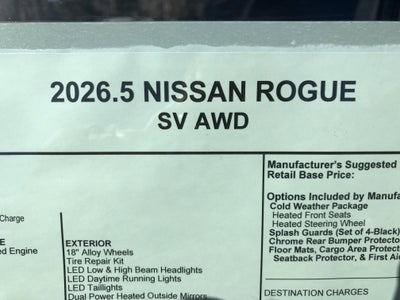 2026.5 NISSAN ROGUE
SV AWD
Manufacturer's Suggested
Retail Base Price:
Options Included by Manufa
Cold Weather Package
Heated Front Seats
Heated Steering Wheel
Splash Guards (Set of 4-Black)
Chrome Rear Bumper Protector
Floor Mats, Cargo Area Protect
Seatback Protector, & First Aid
DESTINATION CHARGES
Charge
ed Engine
EXTERIOR
18" Alloy Wheels
Tire Repair Kit
LED Low & High Beam Headlights
LED Daytime Running Lights
LED Taillights
Dual Power Heated Outside Mirrors